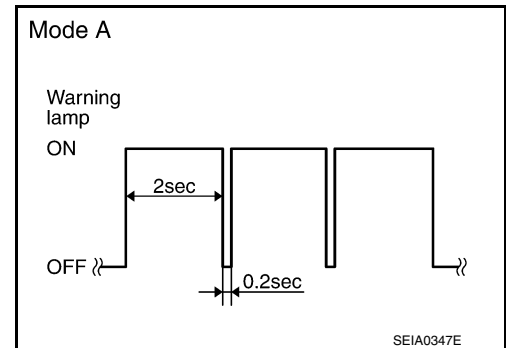 Mode A
Warning
lamp
ON
2sec
OFF
0.2sec
SEIA0347E